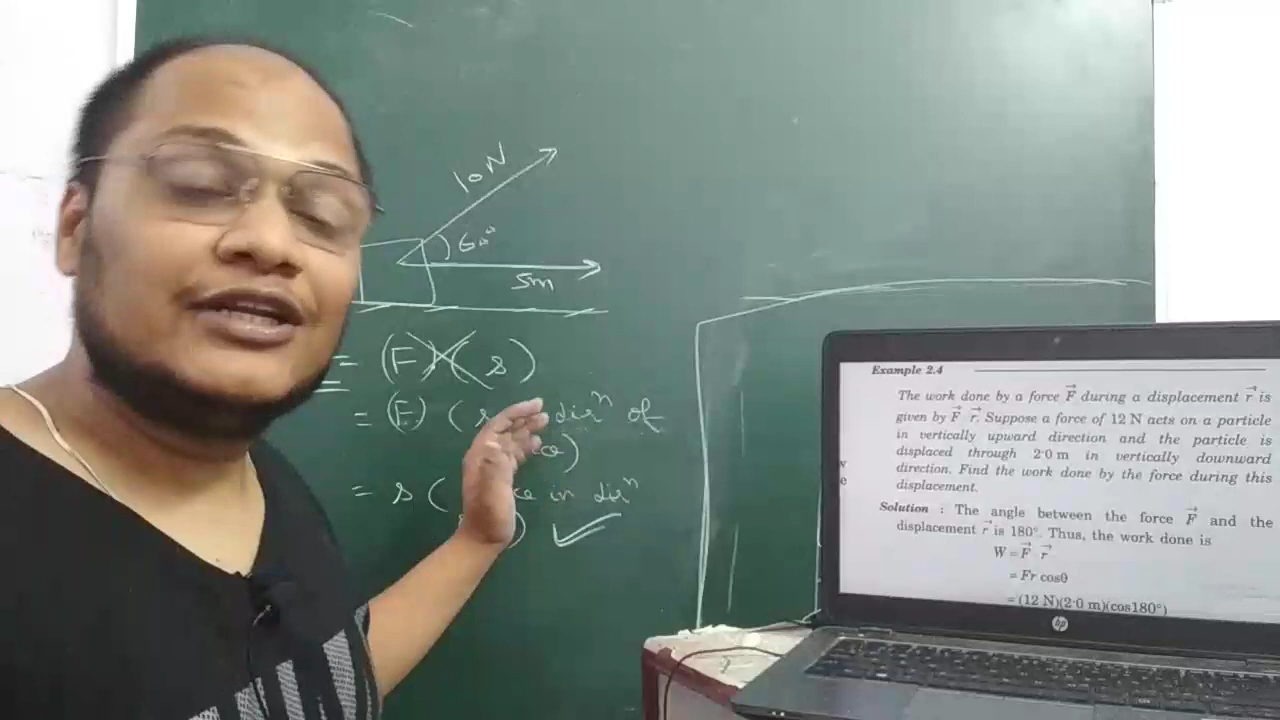 10N
60°
5m
= (F) (s)
= (F) ( s dirⁿ of
)
= s ( in dirⁿ
)
Example 2.4
The work done by a force F⃗ during a displacement r⃗ is
given by F⃗ r⃗. Suppose a force of 12 N acts on a particle
in vertically upward direction and the particle is
displaced through 2·0 m in vertically downward
direction. Find the work done by the force during this
displacement.
Solution : The angle between the force F⃗ and the
displacement r⃗ is 180°. Thus, the work done is
W = F⃗ r⃗
= Fr cosθ
= (12 N)(2·0 m)(cos180°)
hp